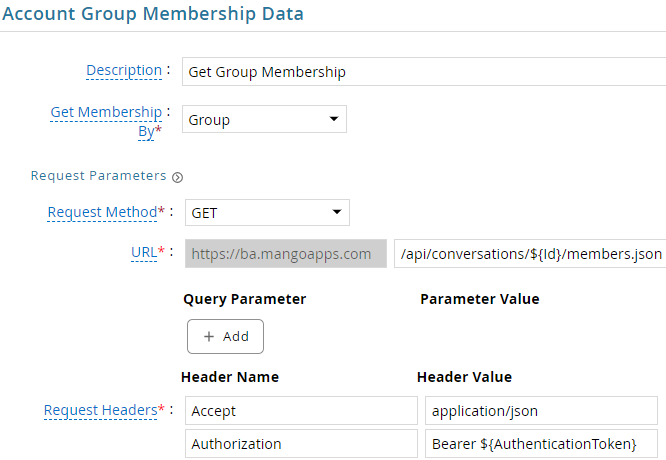 Account Group Membership Data
Description :
Get Group Membership
Get Membership :
By*
Group
Request Parameters
Request Method* :
GET
URL* :
https://ba.mangoapps.com
/api/conversations/${Id}/members.json
Query Parameter
Parameter Value
+ Add
Header Name
Header Value
Request Headers* :
Accept
application/json
Authorization
Bearer ${AuthenticationToken}